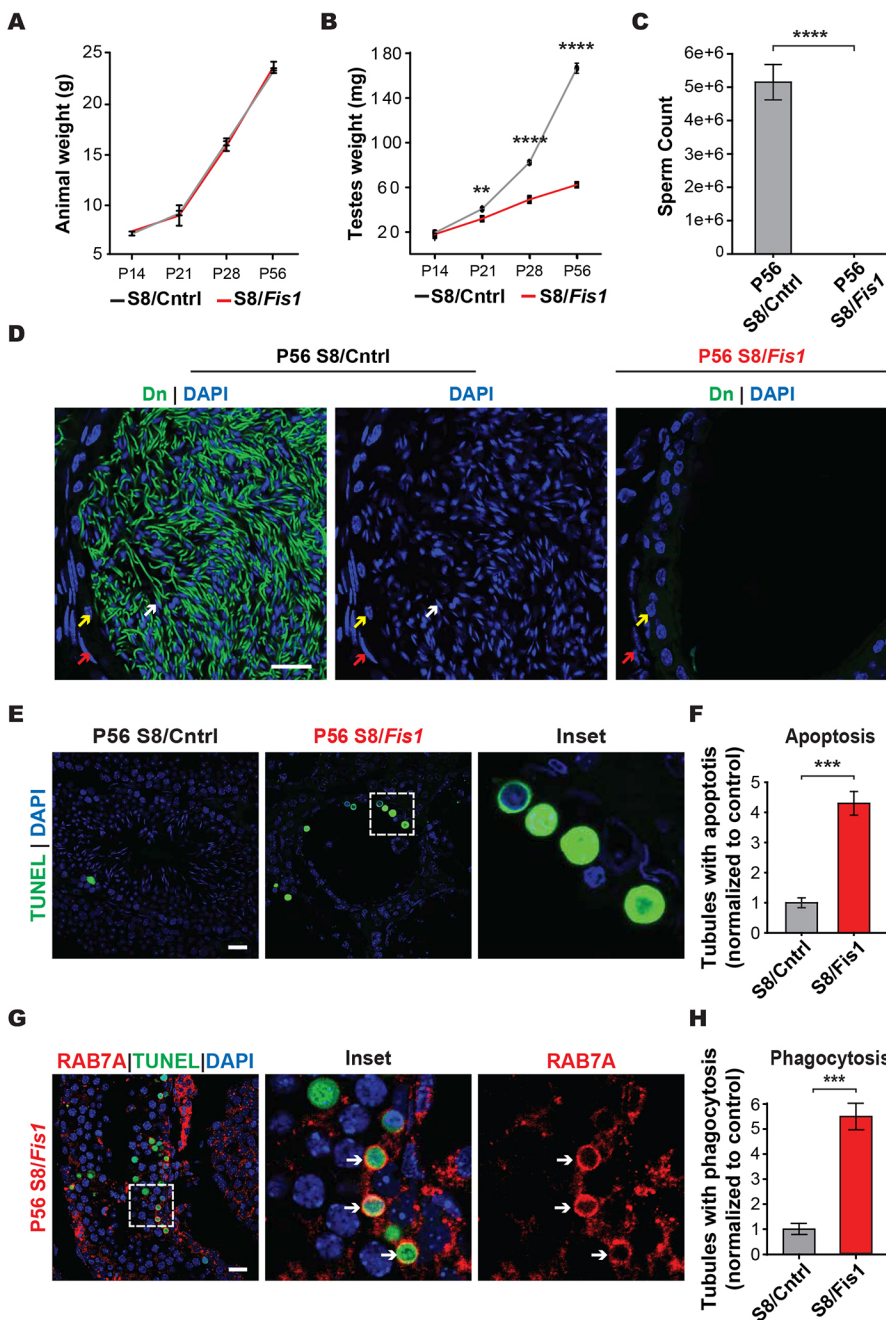 A
Animal weight (g)
25
20
15
10
5
P14 P21 P28 P56
S8/Cntrl S8/Fis1
B
Testes weight (mg)
180
140
100
60
20
** **** ****
P14 P21 P28 P56
S8/Cntrl S8/Fis1
C
****
Sperm Count
6e+6
5e+6
4e+6
3e+6
2e+6
1e+6
0
P56 S8/Cntrl
P56 S8/Fis1
D
P56 S8/Cntrl
P56 S8/Fis1
Dn | DAPI
DAPI
Dn | DAPI
E
P56 S8/Cntrl
P56 S8/Fis1
Inset
TUNEL | DAPI
F
Apoptosis
***
Tubules with apoptotis
(normalized to control)
5
4
3
2
1
0
S8/Cntrl
S8/Fis1
G
RAB7A|TUNEL|DAPI
Inset
RAB7A
P56 S8/Fis1
H
Phagocytosis
***
Tubules with phagocytosis
(normalized to control)
6
5
4
3
2
1
0
S8/Cntrl
S8/Fis1